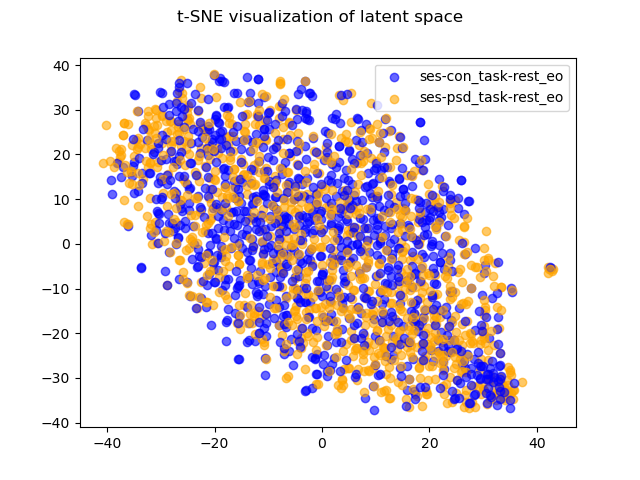 t-SNE visualization of latent space
ses-con_task-rest_eo
ses-psd_task-rest_eo
40
30
20
10
0
−10
−20
−30
−40
−40 −20 0 20 40